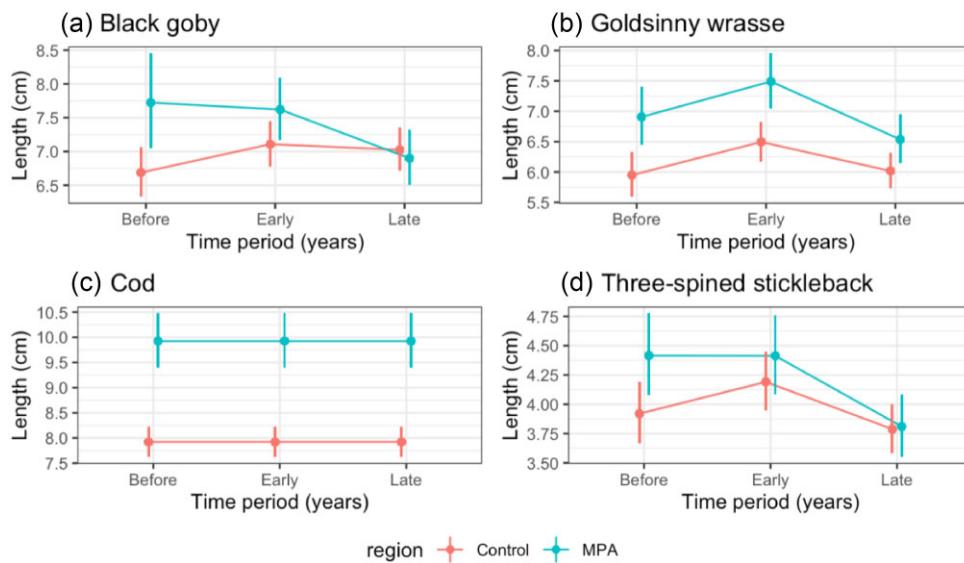 (a) Black goby
Length (cm)
8.5
8.0
7.5
7.0
6.5
Before Early Late
Time period (years)
(b) Goldsinny wrasse
Length (cm)
8.0
7.5
7.0
6.5
6.0
5.5
Before Early Late
Time period (years)
(c) Cod
Length (cm)
10.5
10.0
9.5
9.0
8.5
8.0
7.5
Before Early Late
Time period (years)
(d) Three-spined stickleback
Length (cm)
4.75
4.50
4.25
4.00
3.75
3.50
Before Early Late
Time period (years)
region Control MPA